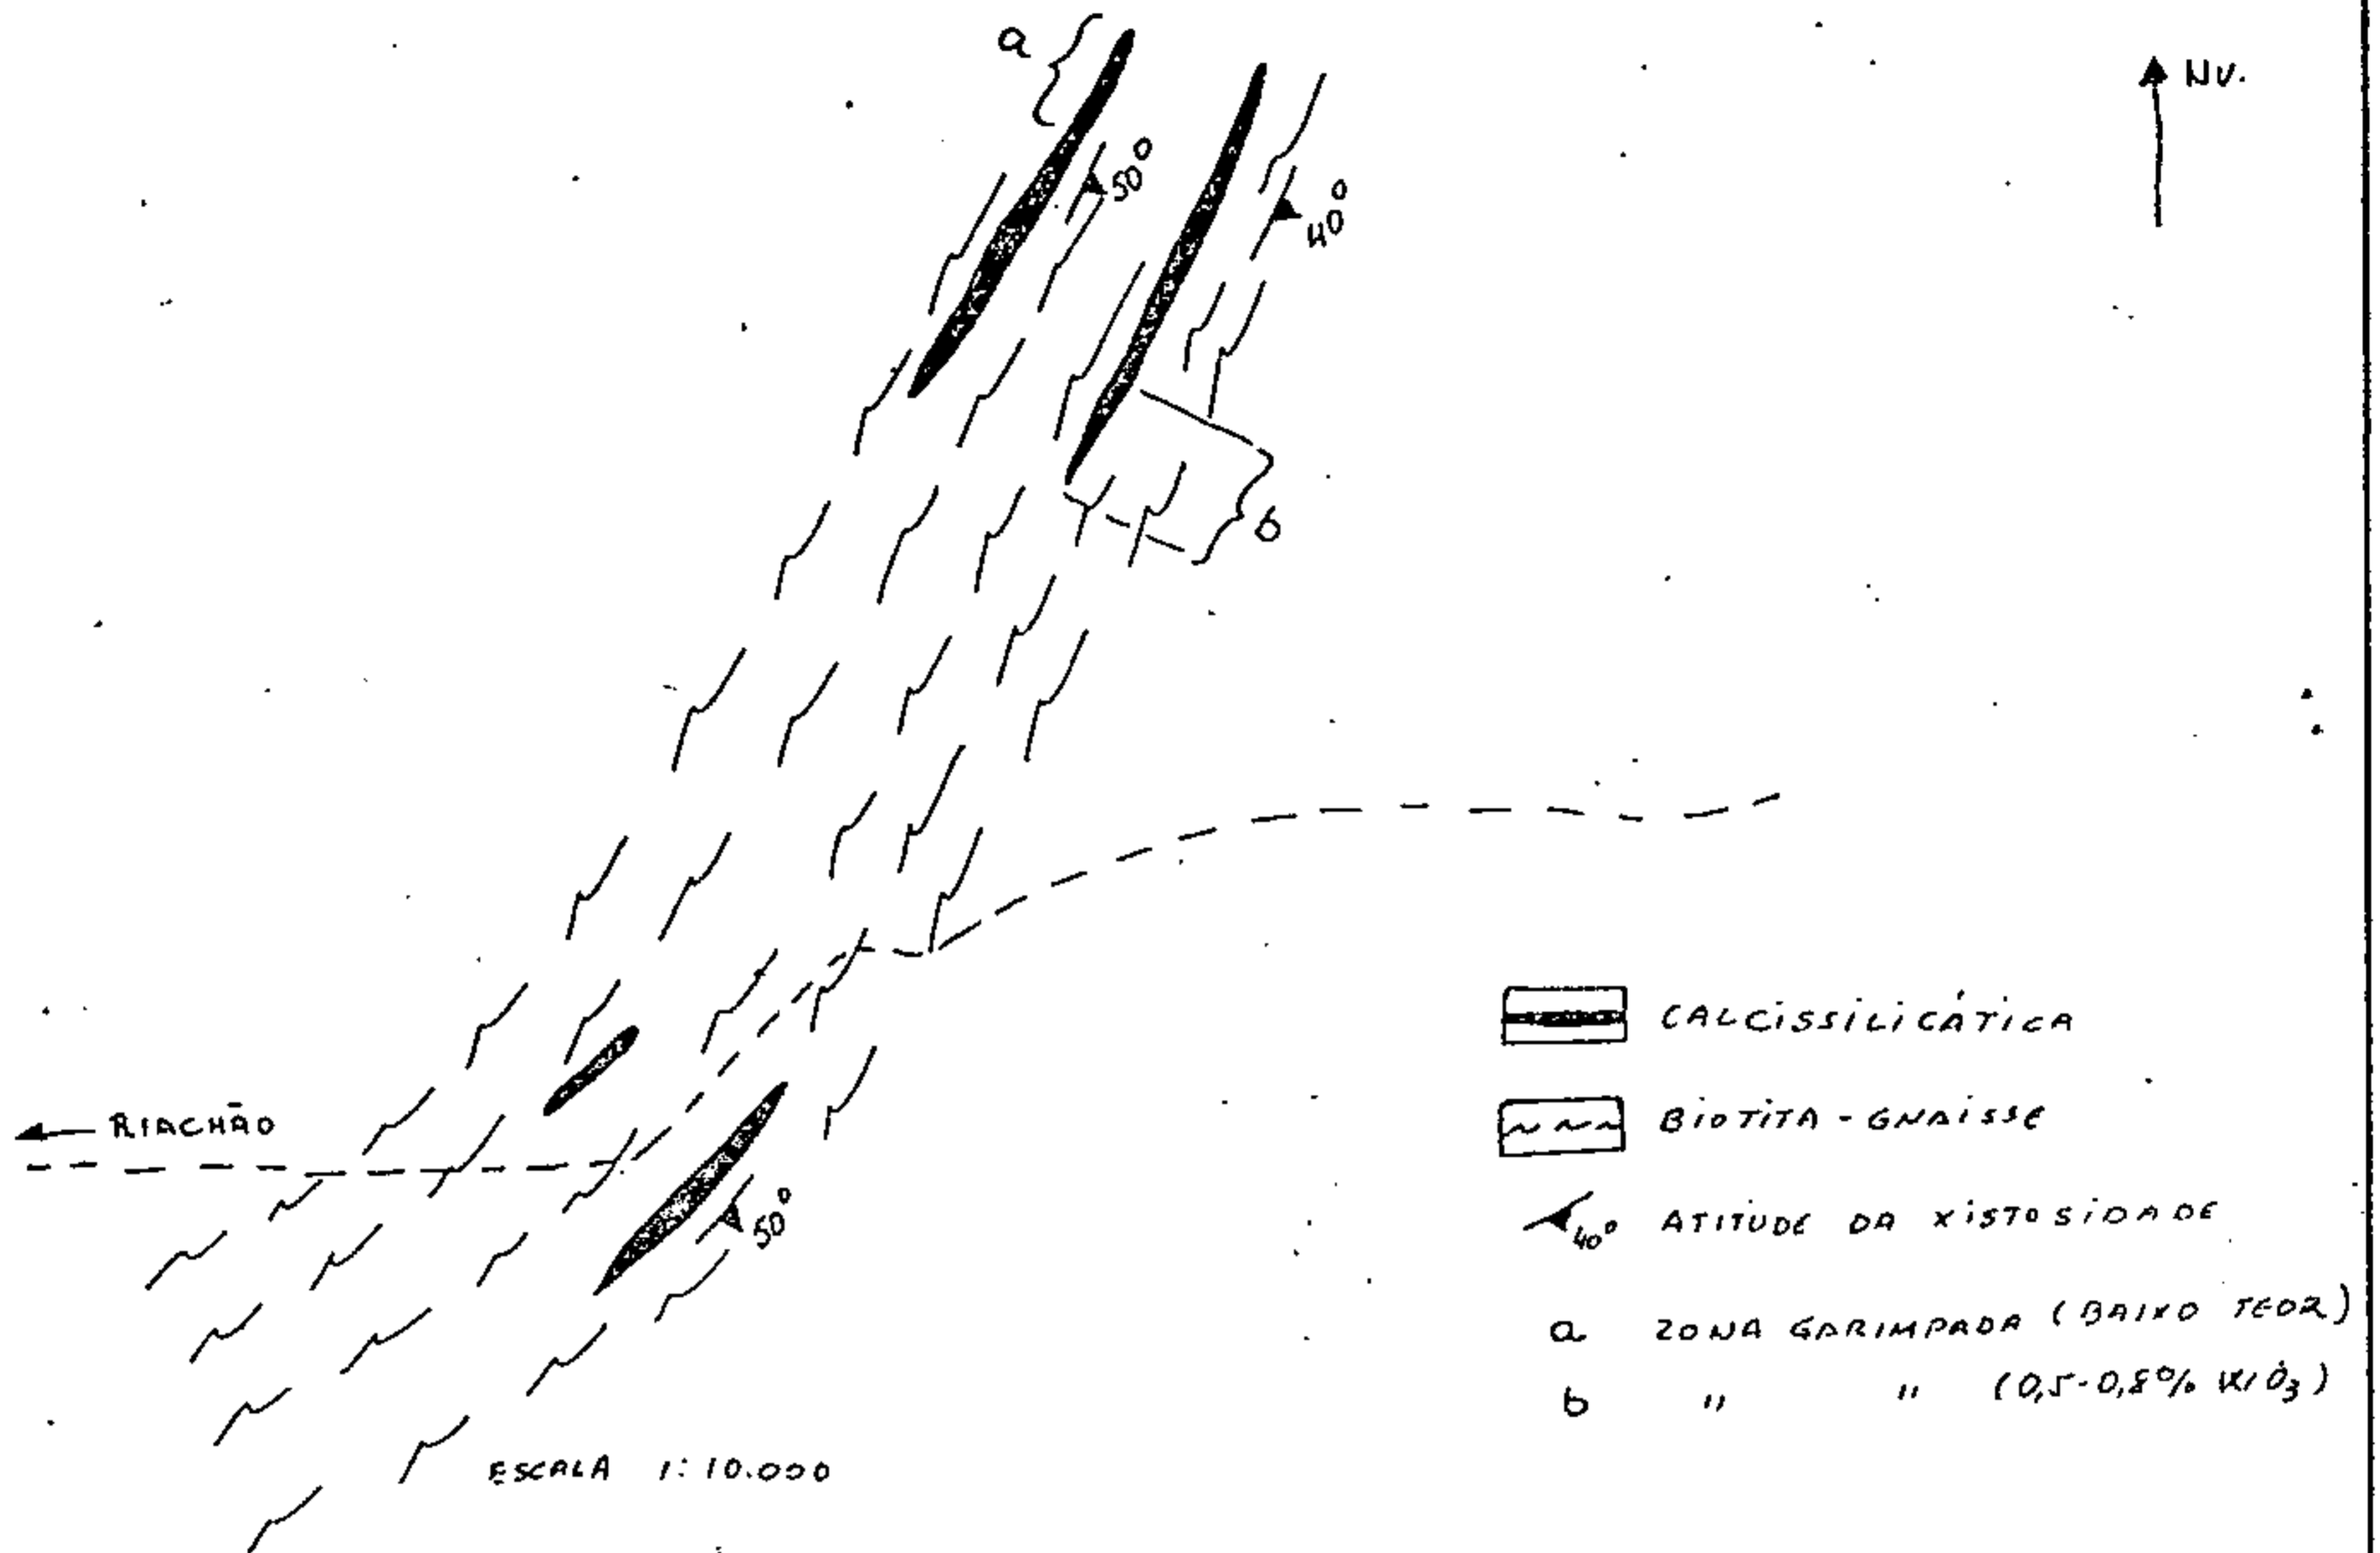 a
NV.
50°
40°
b
CALCISSILICÁTICA
RIACHÃO
BIOTITA - GNAISSE
50°
40° ATITUDE DA XISTOSIDADE
a ZONA GARIMPADA (BAIXO TEOR)
b " " (0,5-0,8% WO3)
ESCALA 1:10.000